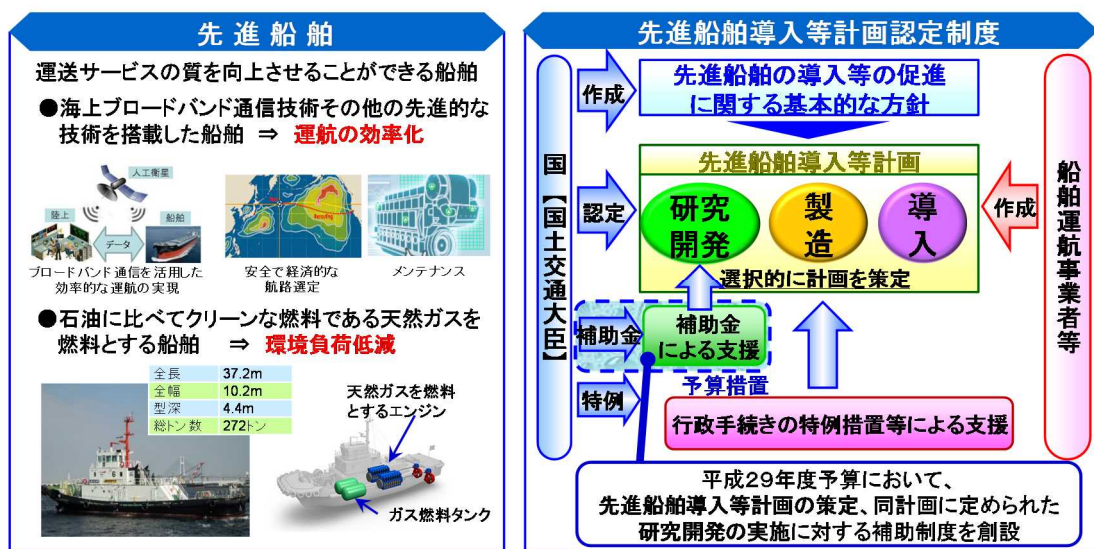 先進船舶
運送サービスの質を向上させることができる船舶
●海上ブロードバンド通信技術その他の先進的な
技術を搭載した船舶 ⇒ 運航の効率化
人工衛星
陸上
船舶
データ
ブロードバンド通信を活用した
効率的な運航の実現
安全で経済的な
航路選定
メンテナンス
●石油に比べてクリーンな燃料である天然ガスを
燃料とする船舶 ⇒ 環境負荷低減
全長 37.2m
全幅 10.2m
型深 4.4m
総トン数 272トン
天然ガスを燃料
とするエンジン
ガス燃料タンク
先進船舶導入等計画認定制度
国【国土交通大臣】
作成
先進船舶の導入等の促進
に関する基本的な方針
認定
先進船舶導入等計画
研究
開発
製
造
導
入
選択的に計画を策定
作成
船舶運航事業者等
補助金
補助金
による支援
予算措置
特例
行政手続きの特例措置等による支援
平成29年度予算において、
先進船舶導入等計画の策定、同計画に定められた
研究開発の実施に対する補助制度を創設